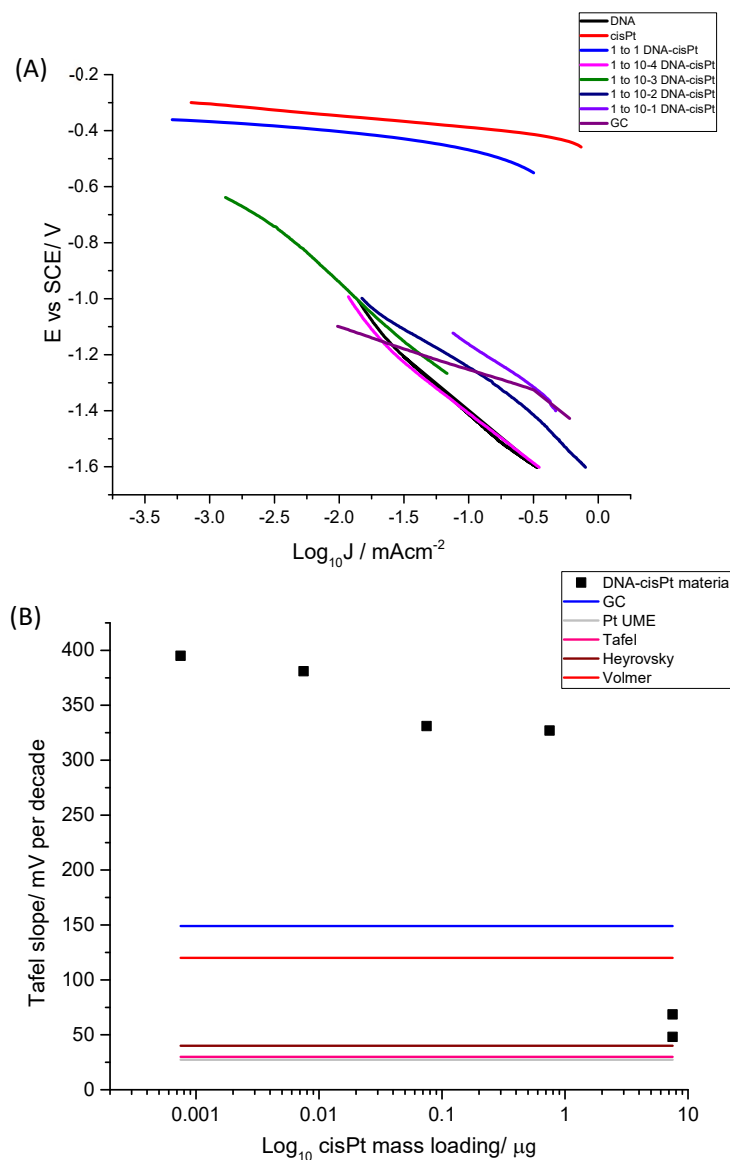 DNA
cisPt
1 to 1 DNA-cisPt
1 to 10-4 DNA-cisPt
1 to 10-3 DNA-cisPt
1 to 10-2 DNA-cisPt
1 to 10-1 DNA-cisPt
GC
(A)
-0.2
-0.4
-0.6
-0.8
-1.0
-1.2
-1.4
-1.6
E vs SCE/ V
-3.5 -3.0 -2.5 -2.0 -1.5 -1.0 -0.5 0.0
Log₁₀J / mAcm⁻²
(B)
DNA-cisPt materia
GC
Pt UME
Tafel
Heyrovsky
Volmer
400
350
300
250
200
150
100
50
0
Tafel slope/ mV per decade
0.001 0.01 0.1 1 10
Log₁₀ cisPt mass loading/ μg